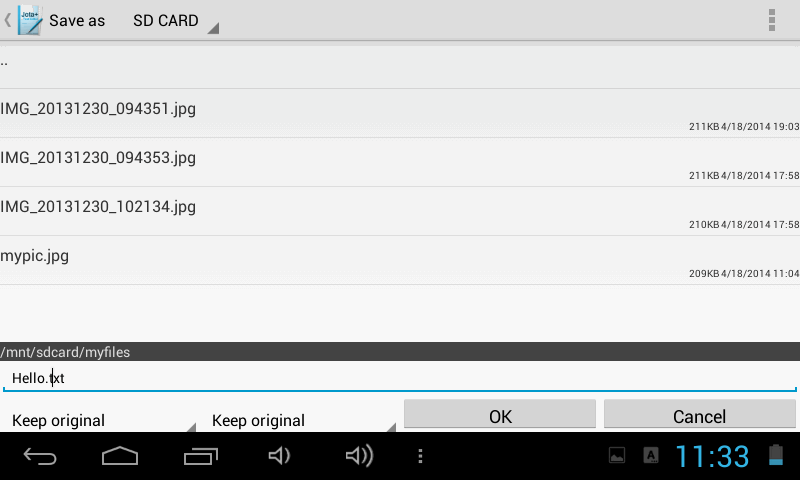 Jota+
Save as SD CARD
..
IMG_20131230_094351.jpg
211KB 4/18/2014 19:03
IMG_20131230_094353.jpg
211KB 4/18/2014 17:58
IMG_20131230_102134.jpg
210KB 4/18/2014 17:58
mypic.jpg
209KB 4/18/2014 11:04
/mnt/sdcard/myfiles
Hello.txt
Keep original Keep original OK Cancel
A 11:33